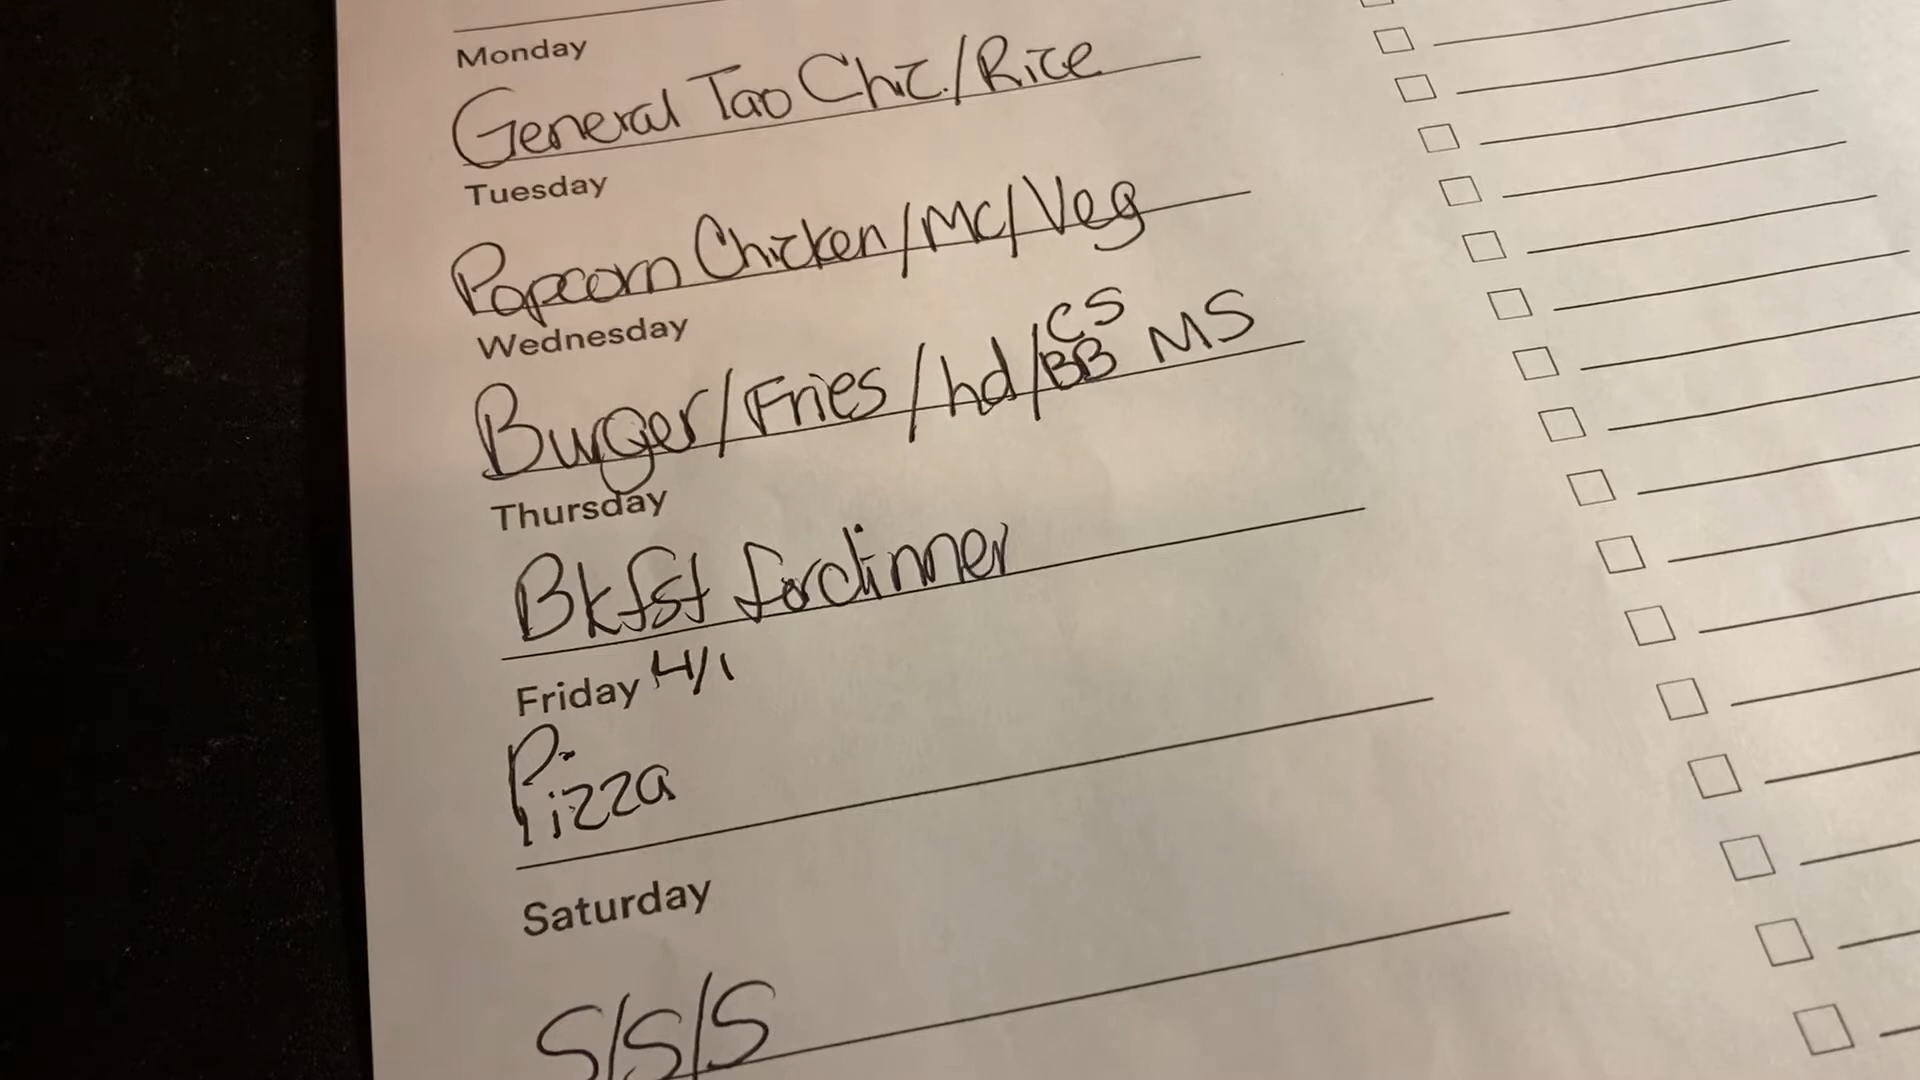 Monday
General Tao Chic./Rice
Tuesday
Popcorn Chicken/MC/Veg
Wednesday
CS
Burger/Fries/hd/BB MS
Thursday
Bkfst for dinner
Friday 4/1
Pizza
Saturday
S/S/S